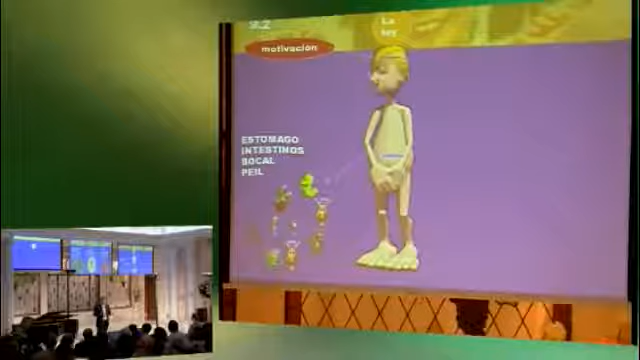 La
ley
motivación
ESTOMAGO
INTESTINOS
BOCAL
PEIL